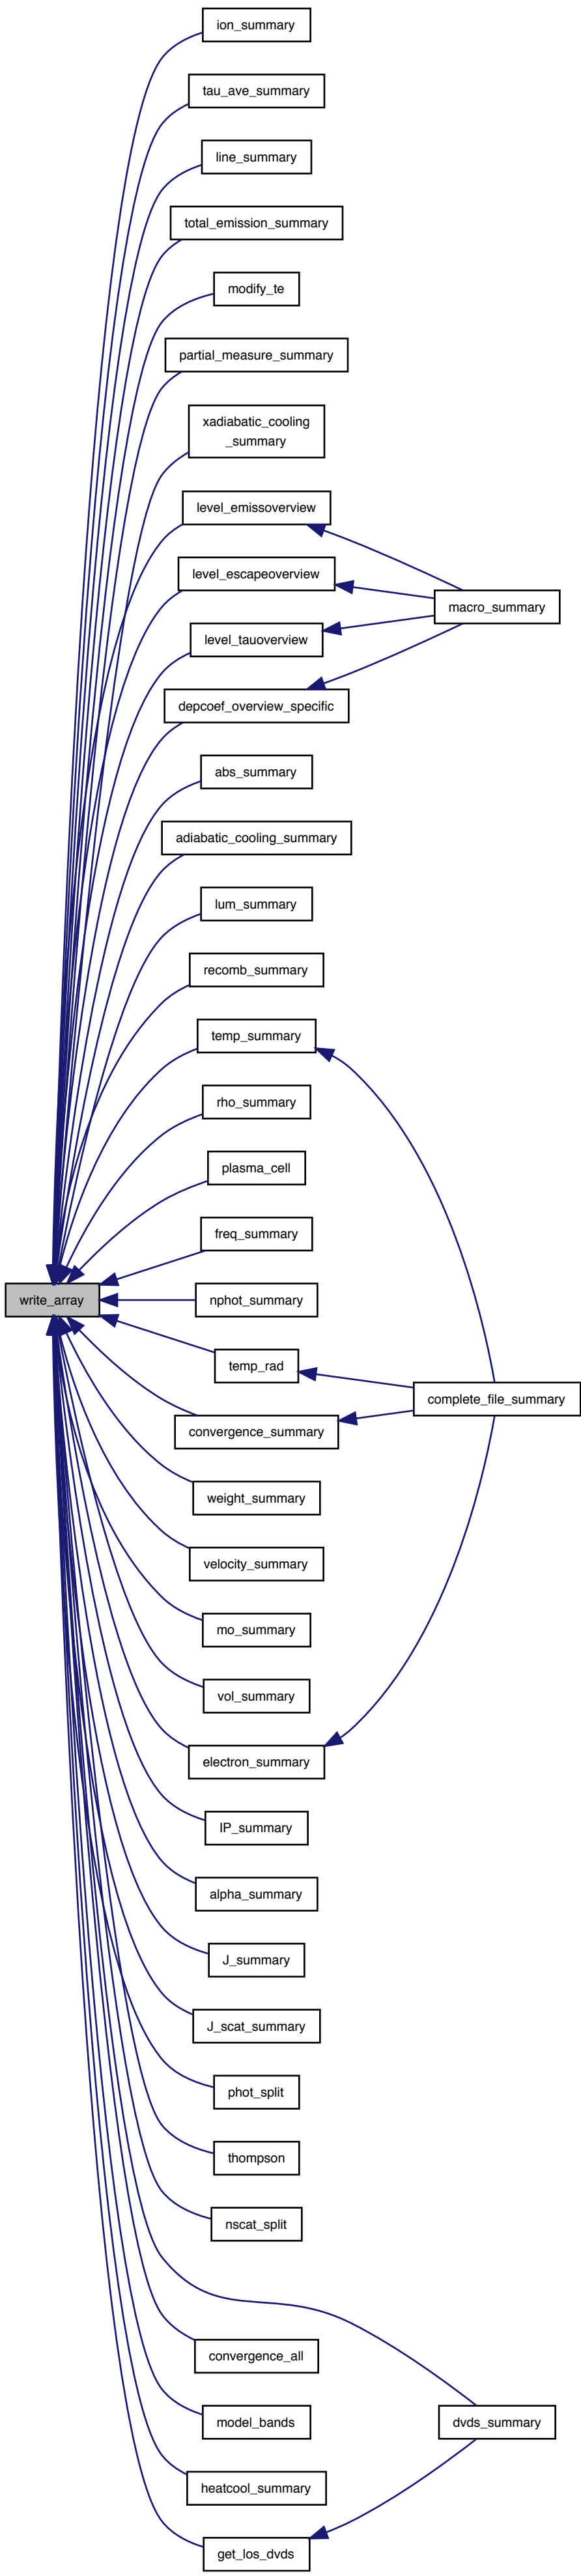 ion_summary
tau_ave_summary
line_summary
total_emission_summary
modify_te
partial_measure_summary
xadiabatic_cooling
_summary
level_emissoverview
level_escapeoverview
macro_summary
level_tauoverview
depcoef_overview_specific
abs_summary
adiabatic_cooling_summary
lum_summary
recomb_summary
temp_summary
rho_summary
plasma_cell
freq_summary
write_array
nphot_summary
temp_rad
complete_file_summary
convergence_summary
weight_summary
velocity_summary
mo_summary
vol_summary
electron_summary
IP_summary
alpha_summary
J_summary
J_scat_summary
phot_split
thompson
nscat_split
convergence_all
model_bands
dvds_summary
heatcool_summary
get_los_dvds